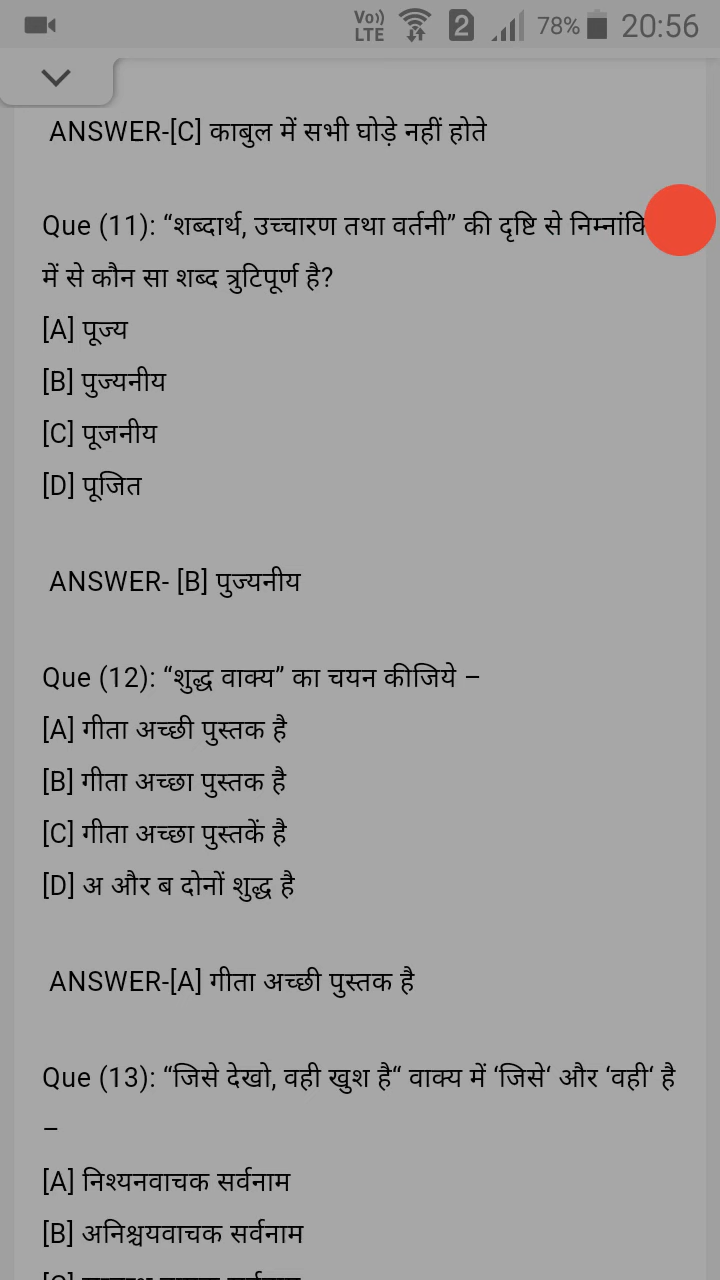 Vo)) LTE 2 78% 20:56
ANSWER-[C] काबुल में सभी घोड़े नहीं होते
Que (11): “शब्दार्थ, उच्चारण तथा वर्तनी” की दृष्टि से
में से कौन सा शब्द त्रुटिपूर्ण है?
[A] पूज्य
[B] पुज्यनीय
[C] पूजनीय
[D] पूजित
ANSWER- [B] पुज्यनीय
Que (12): “शुद्ध वाक्य” का चयन कीजिये –
[A] गीता अच्छी पुस्तक है
[B] गीता अच्छा पुस्तक है
[C] गीता अच्छा पुस्तकें है
[D] अ और ब दोनों शुद्ध है
ANSWER-[A] गीता अच्छी पुस्तक है
Que (13): “जिसे देखो, वही खुश है“ वाक्य में ‘जिसे‘ और ‘वही‘ है
–
[A] निश्यनवाचक सर्वनाम
[B] अनिश्चयवाचक सर्वनाम